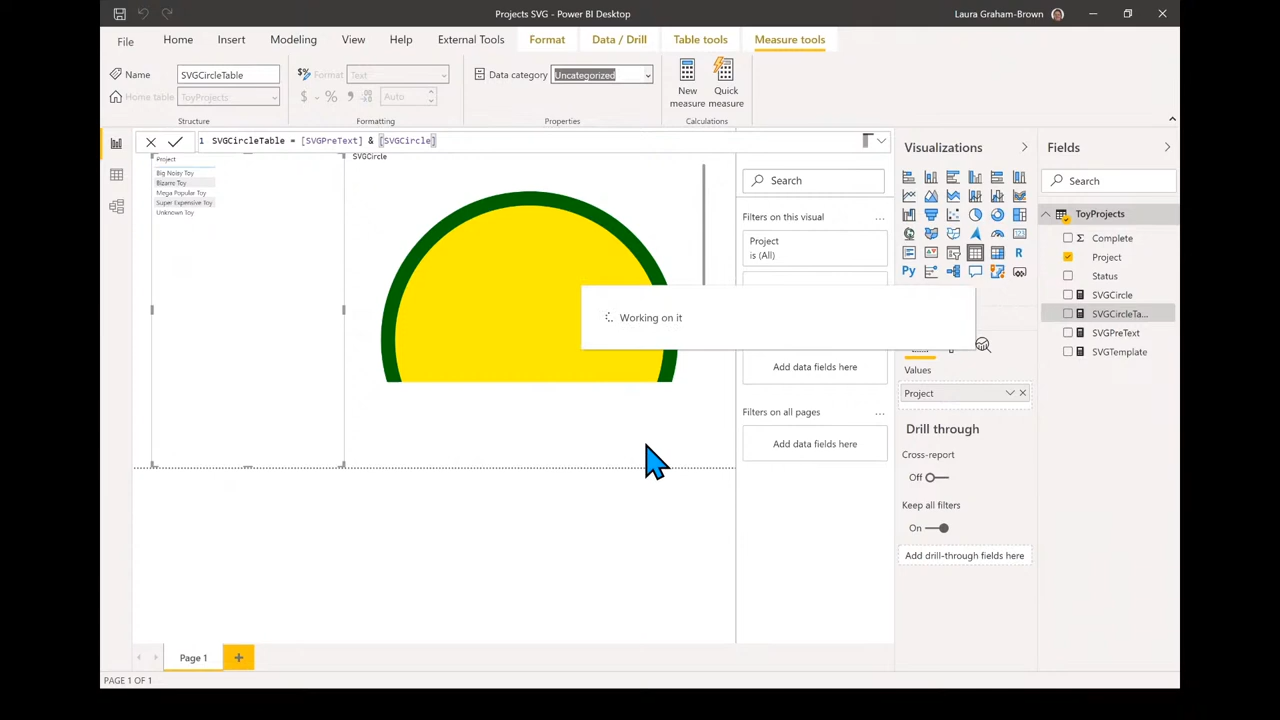 Projects SVG - Power BI Desktop
Laura Graham-Brown
File
Home
Insert
Modeling
View
Help
External Tools
Format
Data / Drill
Table tools
Measure tools
Name
SVGCircleTable
Home table
ToyProjects
Structure
Format
Text
$
%
Auto
Formatting
Data category
Uncategorized
Properties
New
measure
Quick
measure
Calculations
1 SVGCircleTable = [SVGPreText] & [SVGCircle]
Project
Big Noisy Toy
Bizarre Toy
Mega Popular Toy
Super Expensive Toy
Unknown Toy
SVGCircle
Working on it
Search
Filters on this visual
...
Project
is (All)
Add data fields here
Filters on all pages
...
Add data fields here
Visualizations
R
Py
Values
Project
Drill through
Cross-report
Off
Keep all filters
On
Add drill-through fields here
Fields
Search
ToyProjects
Complete
Project
Status
SVGCircle
SVGCircleTa...
SVGPreText
SVGTemplate
Page 1
PAGE 1 OF 1